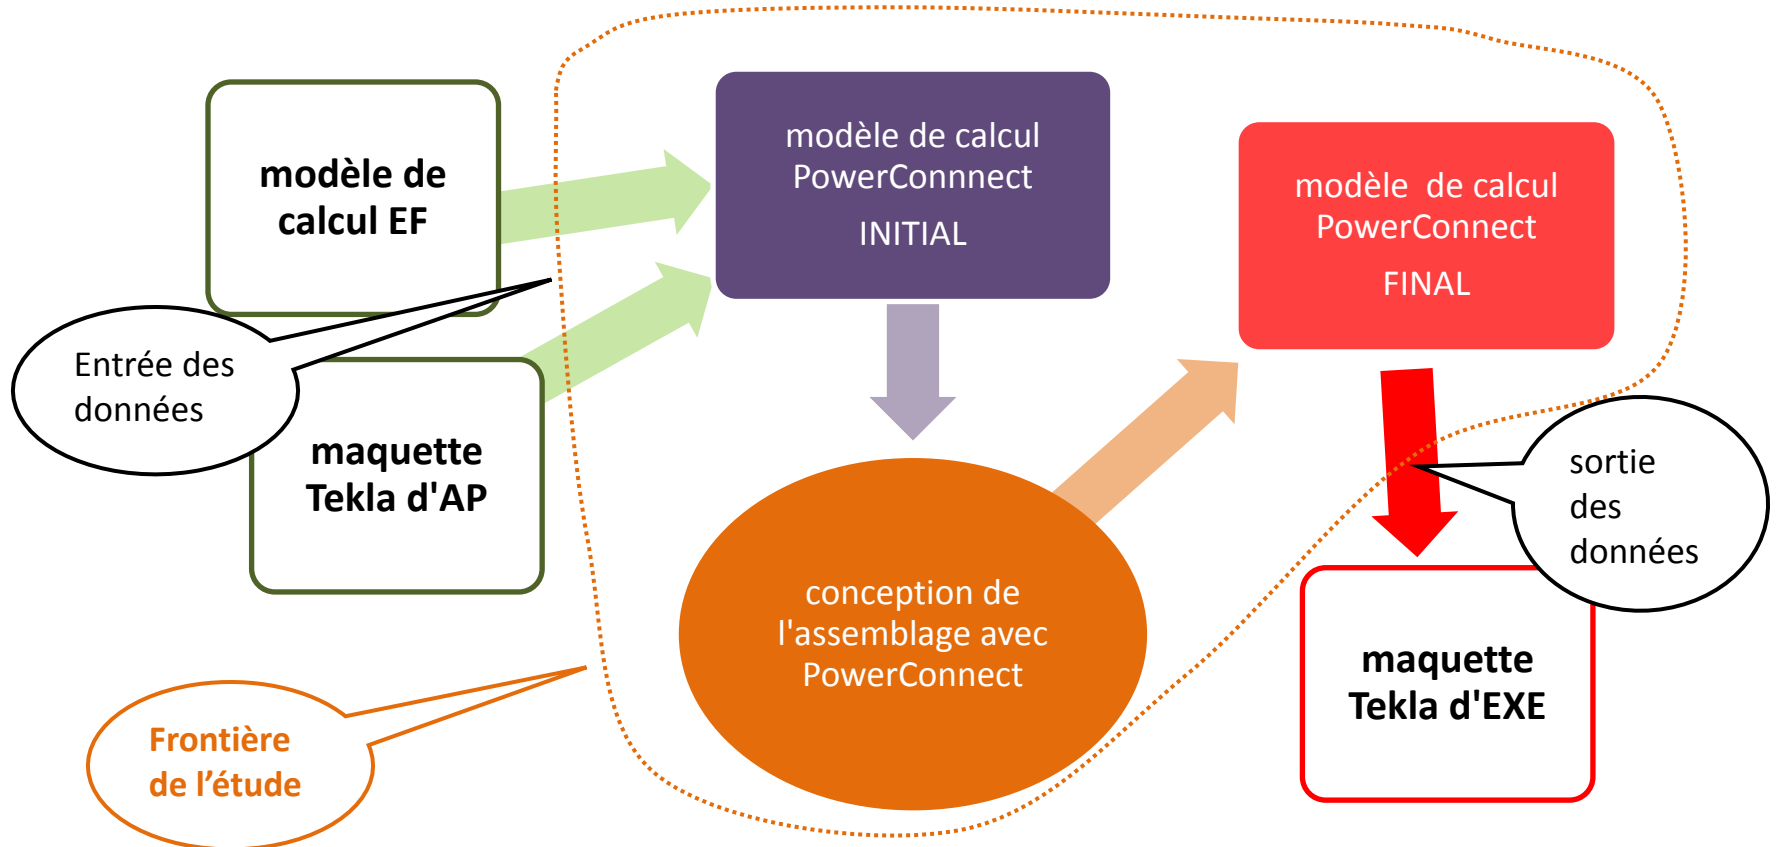 modèle de
calcul EF
Entrée des
données
maquette
Tekla d'AP
modèle de calcul
PowerConnnect
INITIAL
conception de
l'assemblage avec
PowerConnect
modèle de calcul
PowerConnect
FINAL
sortie
des
données
maquette
Tekla d'EXE
Frontière
de l’étude